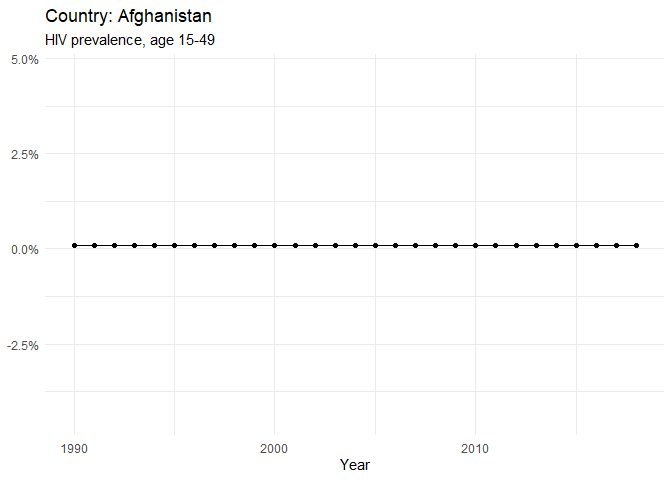 Country: Afghanistan
HIV prevalence, age 15-49
5.0%
2.5%
0.0%
-2.5%
1990
2000
2010
Year